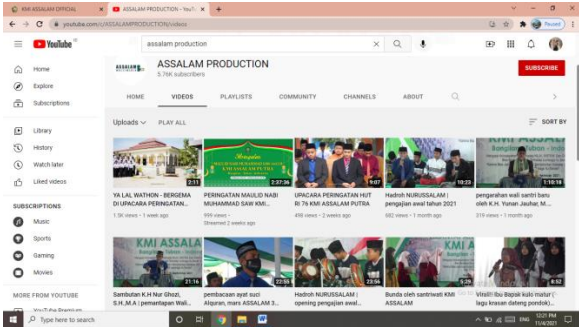 KMI ASSALAM OFFICIAL
ASSALAM PRODUCTION - YouTu
youtube.com/c/ASSALAMPRODUCTION/videos
Paused
YouTube
assalam production
Home
Explore
Subscriptions
Library
History
Watch later
Liked videos
SUBSCRIPTIONS
Music
Sports
Gaming
Movies
MORE FROM YOUTUBE
YouTube Premium
ASSALAM PRODUCTION
5.76K subscribers
SUBSCRIBE
HOME
VIDEOS
PLAYLISTS
COMMUNITY
CHANNELS
ABOUT
Uploads
PLAY ALL
SORT BY
2:11
2:37:36
9:07
10:23
1:10:18
YA LAL WATHON - BERGEMA DI UPACARA PERINGATAN...
1.5K views • 1 week ago
PERINGATAN MAULID NABI MUHAMMAD SAW KMI...
999 views •
Streamed 2 weeks ago
UPACARA PERINGATAN HUT RI 76 KMI ASSALAM PUTRA
498 views • 2 weeks ago
Hadroh NURUSSALAM | pengajian awal tahun 2021
682 views • 1 month ago
pengarahan wali santri batu oleh K.H. Yunan Jauhar, M....
319 views • 1 month ago
KMI ASSALA
21:16
22:55
23:56
5:29
8:52
Sambutan K.H Nur Ghozi, S.H.,M.A | pemantapan Wali...
pembacaan ayat suci Alquran, mars ASSALAM 3...
Hadroh NURUSSALAM | opening pengajian awal...
Bunda oleh santriwati KMI ASSALAM
Viral!! Ibu Bapak kulo matur ( lagu krasan dateng pondok)...
Type here to search
ENG
12:21 PM
11/4/2021